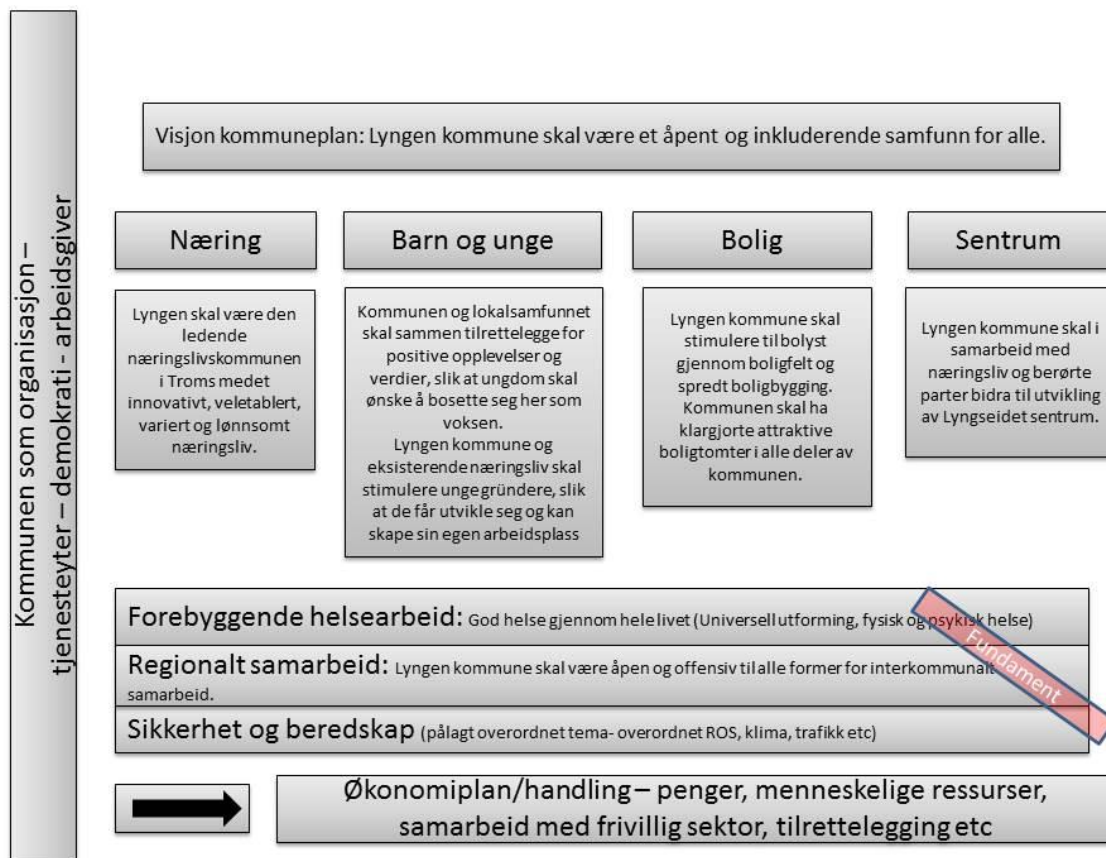 Kommunen som organisasjon –
tjenesteyter – demokrati - arbeidsgiver
Visjon kommuneplan: Lyngen kommune skal være et åpent og inkluderende samfunn for alle.
Næring
Lyngen skal være den
ledende
næringslivskommunen
i Troms med et
innovativt, veletablert,
variert og lønnsomt
næringsliv.
Barn og unge
Kommunen og lokalsamfunnet
skal sammen tilrettelegge for
positive opplevelser og
verdier, slik at ungdom skal
ønske å bosette seg her som
voksen.
Lyngen kommune og
eksisterende næringsliv skal
stimulere unge gründere, slik
at de får utvikle seg og kan
skape sin egen arbeidsplass
Bolig
Lyngen kommune skal
stimulere til bolyst
gjennom boligfelt og
spredt boligbygging.
Kommunen skal ha
klargjorte attraktive
boligtomter i alle deler av
kommunen.
Sentrum
Lyngen kommune skal i
samarbeid med
næringsliv og berørte
parter bidra til utvikling
av Lyngseidet sentrum.
Forebyggende helsearbeid: God helse gjennom hele livet (Universell utforming, fysisk og psykisk helse)
Regionalt samarbeid: Lyngen kommune skal være åpen og offensiv til alle former for interkommunalt
samarbeid.
Sikkerhet og beredskap (pålagt overordnet tema- overordnet ROS, klima, trafikk etc)
Fundament
Økonomiplan/handling – penger, menneskelige ressurser,
samarbeid med frivillig sektor, tilrettelegging etc